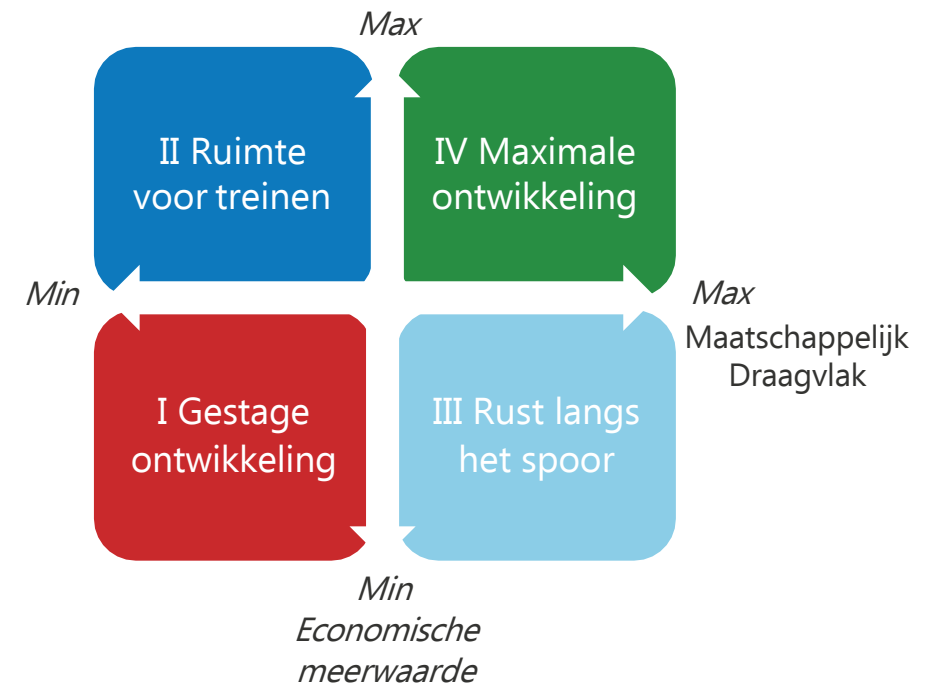 Max
II Ruimte
voor treinen
IV Maximale
ontwikkeling
Min
Max
Maatschappelijk
Draagvlak
I Gestage
ontwikkeling
III Rust langs
het spoor
Min
Economische
meerwaarde